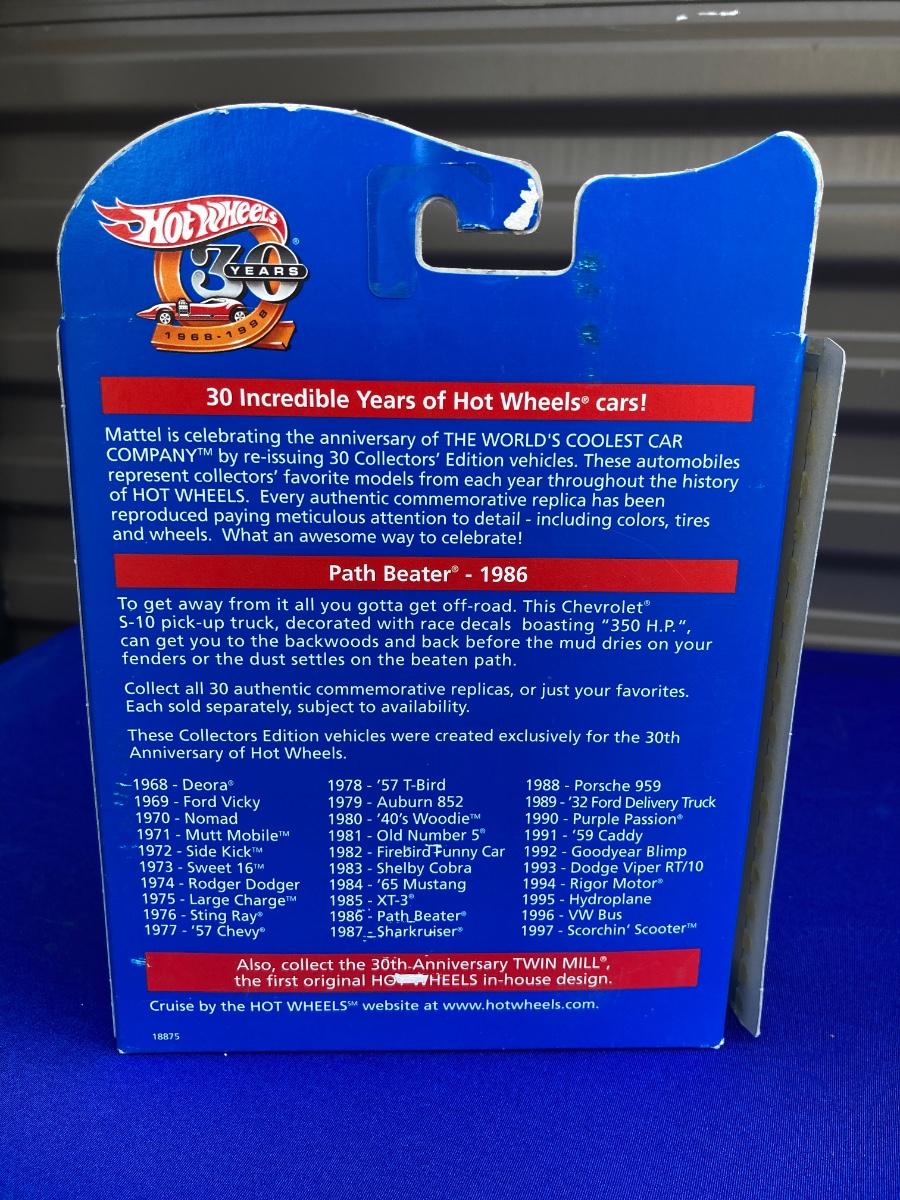 HOT WHEELS®
30
YEARS
1968-1998
30 Incredible Years of Hot Wheels® cars!
Mattel is celebrating the anniversary of THE WORLD'S COOLEST CAR
COMPANY™ by re-issuing 30 Collectors' Edition vehicles. These automobiles
represent collectors' favorite models from each year throughout the history
of HOT WHEELS. Every authentic commemorative replica has been
reproduced paying meticulous attention to detail - including colors, tires
and wheels. What an awesome way to celebrate!
Path Beater® - 1986
To get away from it all you gotta get off-road. This Chevrolet®
S-10 pick-up truck, decorated with race decals boasting "350 H.P.",
can get you to the backwoods and back before the mud dries on your
fenders or the dust settles on the beaten path.
Collect all 30 authentic commemorative replicas, or just your favorites.
Each sold separately, subject to availability.
These Collectors Edition vehicles were created exclusively for the 30th
Anniversary of Hot Wheels.
1968 - Deora®
1969 - Ford Vicky
1970 - Nomad
1971 - Mutt Mobile™
1972 - Side Kick™
1973 - Sweet 16™
1974 - Rodger Dodger
1975 - Large Charge™
1976 - Sting Ray®
1977 - '57 Chevy®
1978 - '57 T-Bird
1979 - Auburn 852
1980 - '40's Woodie™
1981 - Old Number 5®
1982 - Firebird Funny Car
1983 - Shelby Cobra
1984 - '65 Mustang
1985 - XT-3®
1986 - Path Beater®
1987 - Sharkruiser®
1988 - Porsche 959
1989 - '32 Ford Delivery Truck
1990 - Purple Passion®
1991 - '59 Caddy
1992 - Goodyear Blimp
1993 - Dodge Viper RT/10
1994 - Rigor Motor®
1995 - Hydroplane
1996 - VW Bus
1997 - Scorchin' Scooter™
Also, collect the 30th Anniversary TWIN MILL®,
the first original HOT WHEELS in-house design.
Cruise by the HOT WHEELS℠ website at www.hotwheels.com.
18875